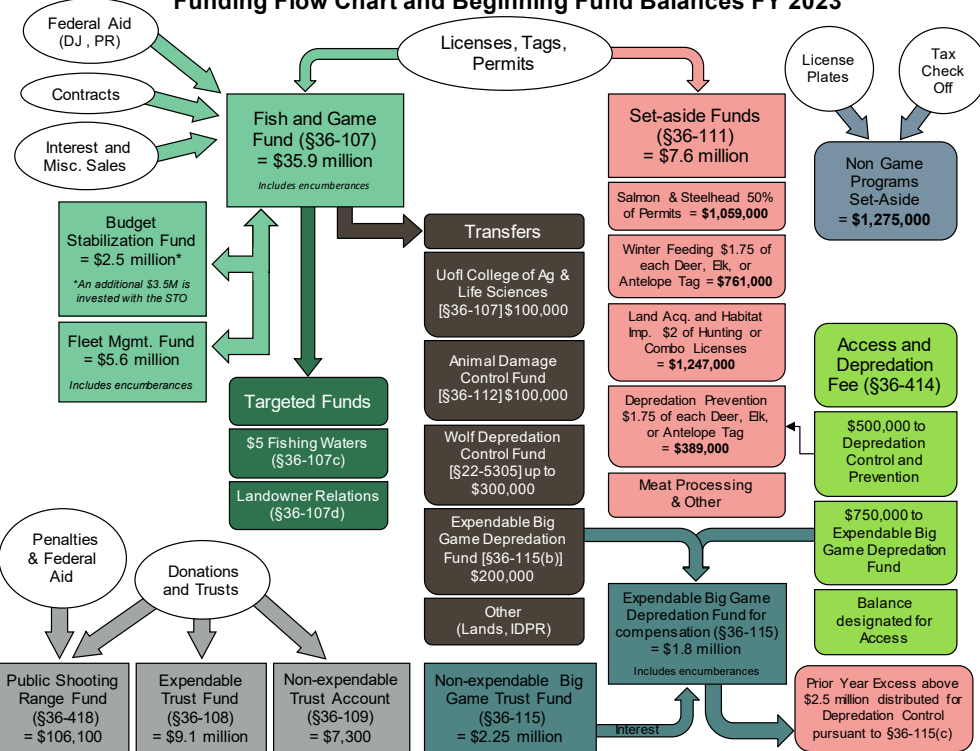 Funding Flow Chart and Beginning Fund Balances FY 2023
Federal Aid
(DJ , PR)
Contracts
Interest and
Misc. Sales
Licenses, Tags,
Permits
License
Plates
Tax
Check
Off
Fish and Game
Fund (§36-107)
= $35.9 million
Includes encumberances
Set-aside Funds
(§36-111)
= $7.6 million
Non Game
Programs
Set-Aside
= $1,275,000
Salmon & Steelhead 50%
of Permits = $1,059,000
Winter Feeding $1.75 of
each Deer, Elk, or
Antelope Tag = $761,000
Land Acq. and Habitat
Imp. $2 of Hunting or
Combo Licenses
= $1,247,000
Depredation Prevention
$1.75 of each Deer, Elk,
or Antelope Tag
= $389,000
Meat Processing
& Other
Budget
Stabilization Fund
= $2.5 million*
*An additional $3.5M is
invested with the STO
Fleet Mgmt. Fund
= $5.6 million
Includes encumberances
Targeted Funds
$5 Fishing Waters
(§36-107c)
Landowner Relations
(§36-107d)
Transfers
UofI College of Ag &
Life Sciences
[§36-107] $100,000
Animal Damage
Control Fund
[§36-112] $100,000
Wolf Depredation
Control Fund
[§22-5305] up to
$300,000
Expendable Big
Game Depredation
Fund [§36-115(b)]
$200,000
Other
(Lands, IDPR)
Access and
Depredation
Fee (§36-414)
$500,000 to
Depredation
Control and
Prevention
$750,000 to
Expendable Big
Game Depredation
Fund
Balance
designated for
Access
Penalties
& Federal
Aid
Donations
and Trusts
Public Shooting
Range Fund
(§36-418)
= $106,100
Expendable
Trust Fund
(§36-108)
= $9.1 million
Non-expendable
Trust Account
(§36-109)
= $7,300
Non-expendable Big
Game Trust Fund
(§36-115)
= $2.25 million
Interest
Expendable Big Game
Depredation Fund for
compensation (§36-115)
= $1.8 million
Includes encumberances
Prior Year Excess above
$2.5 million distributed for
Depredation Control
pursuant to §36-115(c)